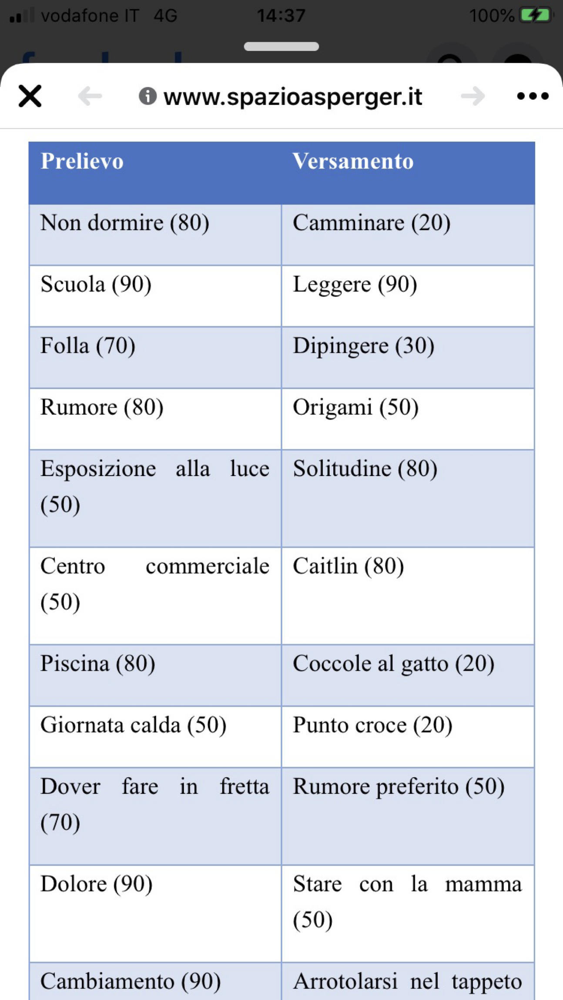 vodafone IT 4G 14:37 100%
www.spazioasperger.it
Prelievo Versamento
Non dormire (80) Camminare (20)
Scuola (90) Leggere (90)
Folla (70) Dipingere (30)
Rumore (80) Origami (50)
Esposizione alla luce Solitudine (80)
(50)
Centro commerciale Caitlin (80)
(50)
Piscina (80) Coccole al gatto (20)
Giornata calda (50) Punto croce (20)
Dover fare in fretta Rumore preferito (50)
(70)
Dolore (90) Stare con la mamma
(50)
Cambiamento (90) Arrotolarsi nel tappeto